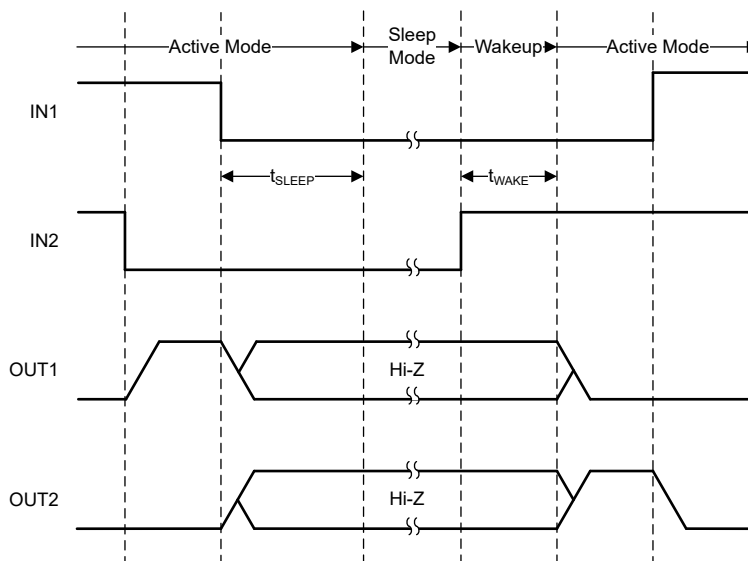 Active Mode
Sleep
Mode
Wakeup
Active Mode
IN1
tSLEEP
tWAKE
IN2
OUT1
Hi-Z
OUT2
Hi-Z